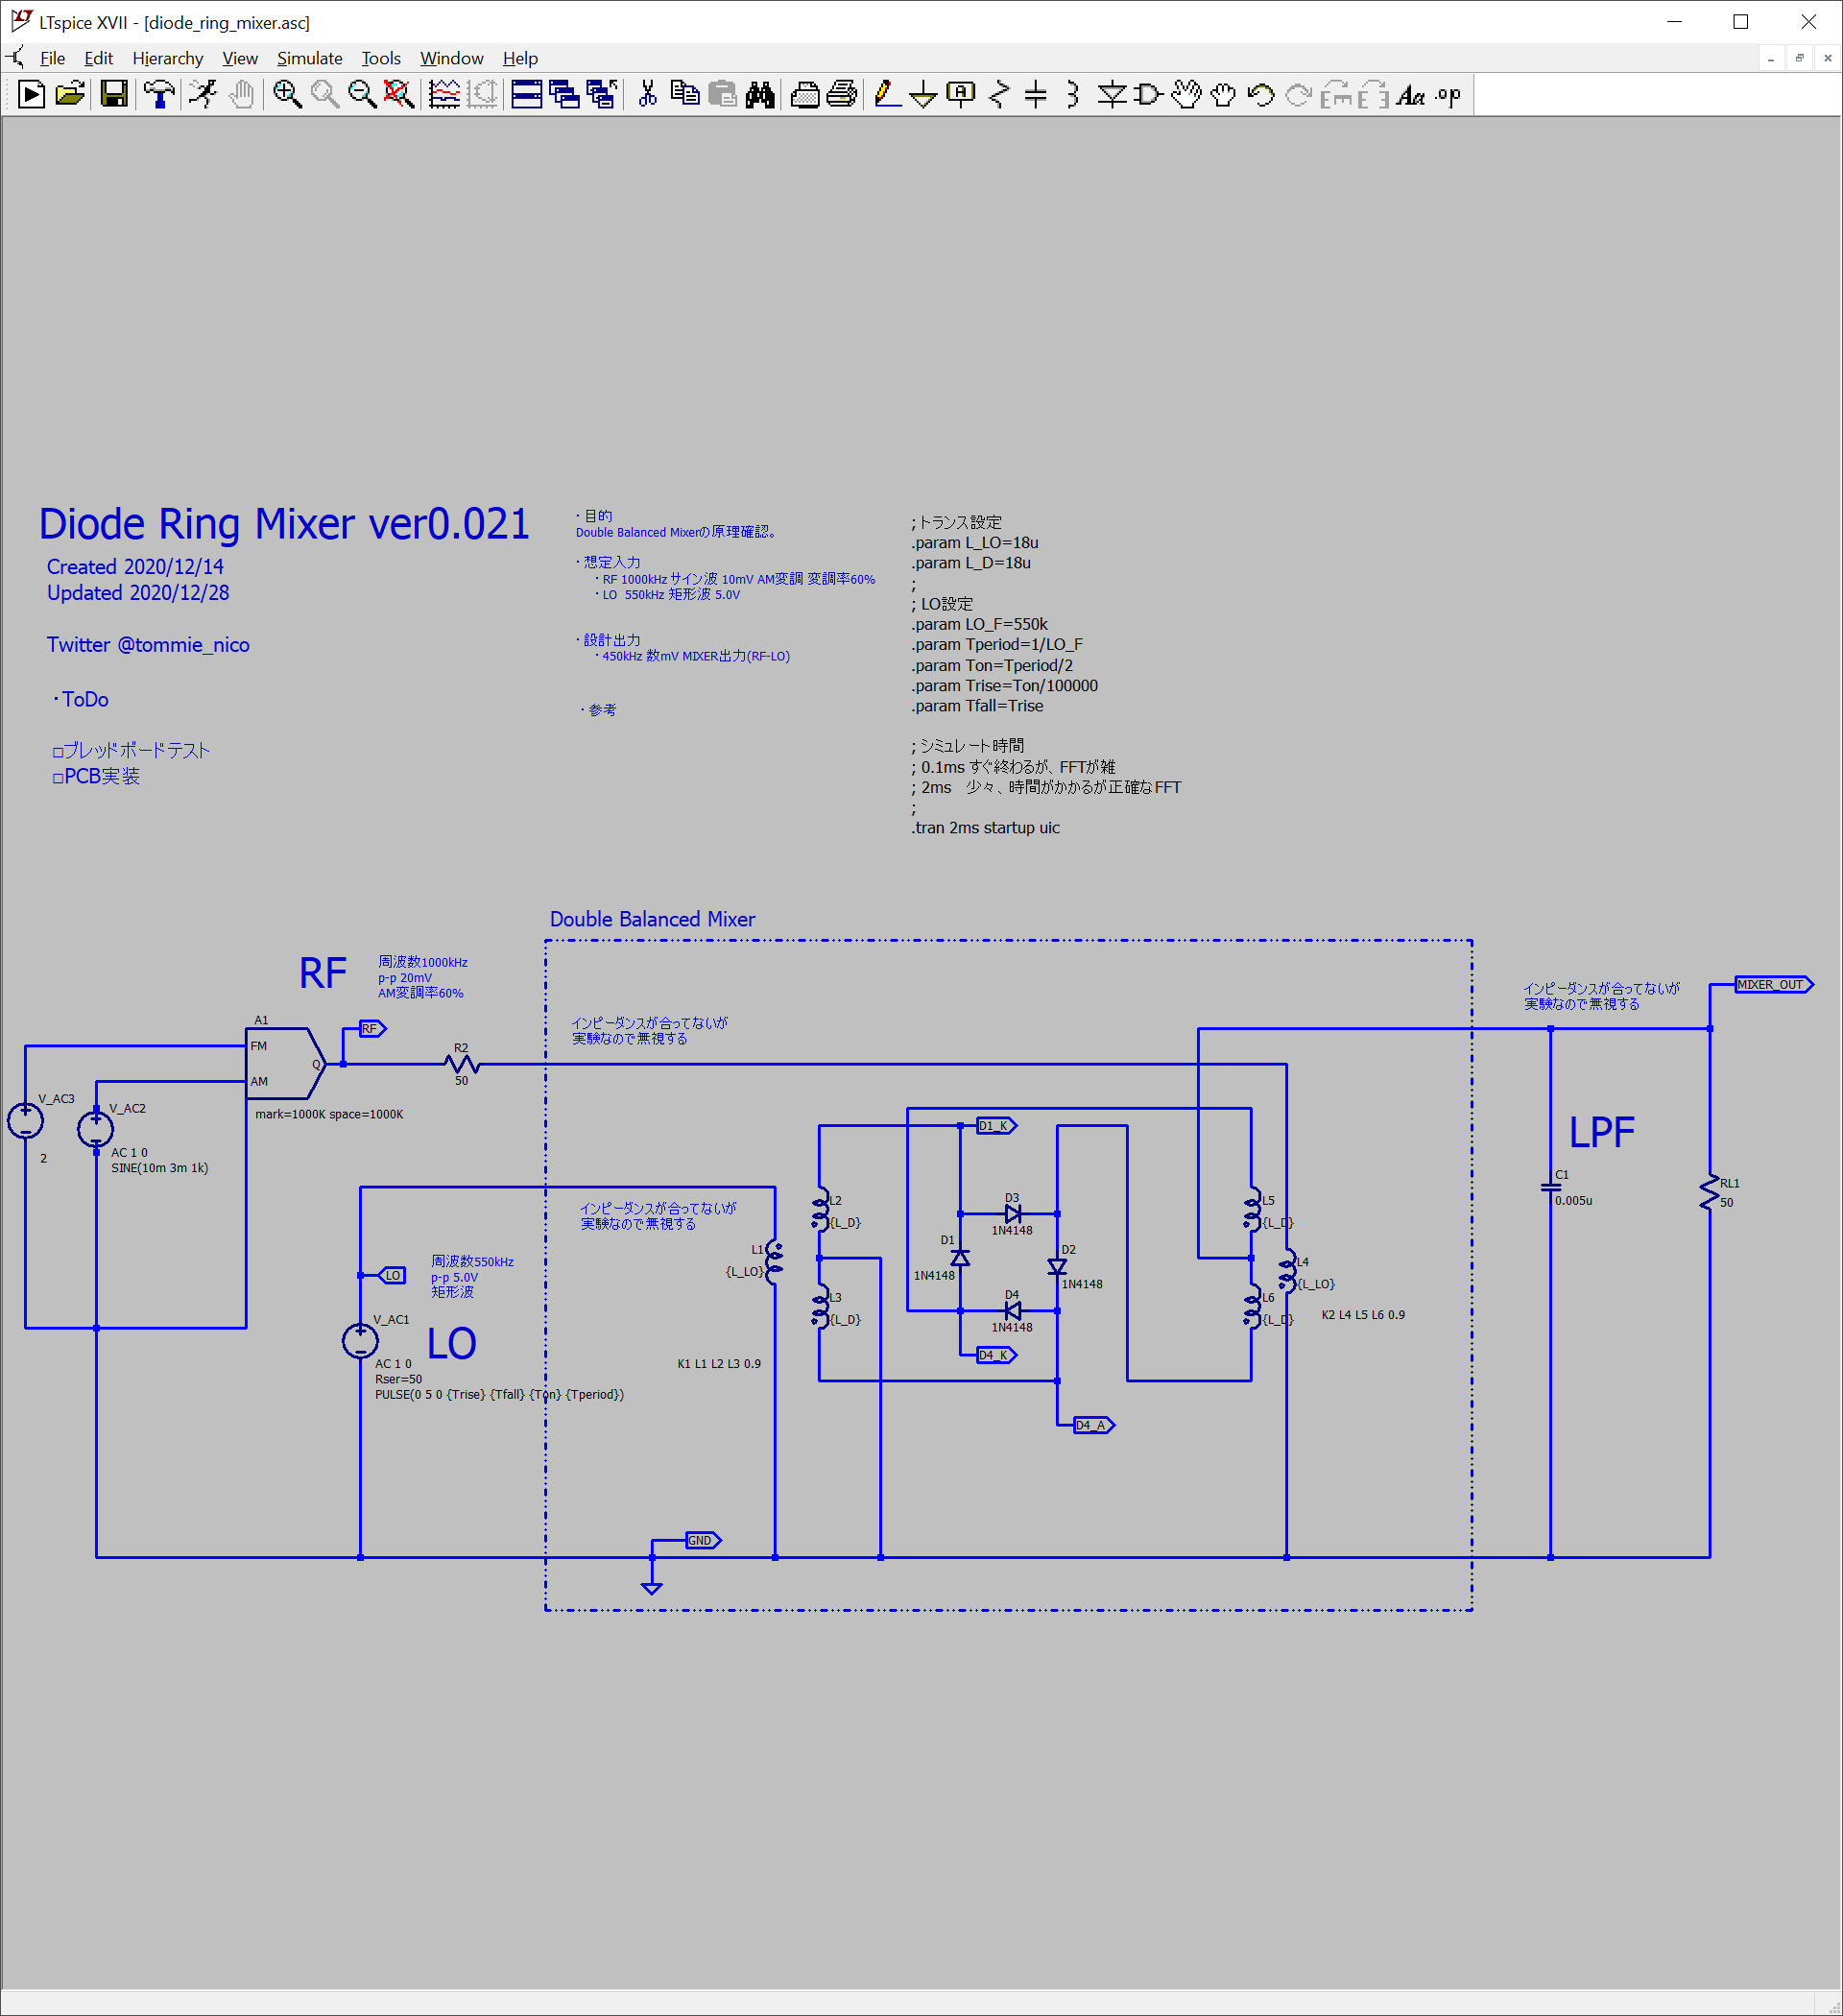 LTspice XVII - [diode_ring_mixer.asc]
File Edit Hierarchy View Simulate Tools Window Help
Diode Ring Mixer ver0.021
Created 2020/12/14
Updated 2020/12/28
Twitter @tommie_nico
・ToDo
□ブレッドボードテスト
□PCB実装
・目的
Double Balanced Mixerの原理確認。
・想定入力
・RF 1000kHz サイン波 10mV AM変調 変調率60%
・LO 550kHz 矩形波 5.0V
・設計出力
・450kHz 数mV MIXER出力(RF-LO)
・参考
; トランス設定
.param L_LO=18u
.param L_D=18u
;
; LO設定
.param LO_F=550k
.param Tperiod=1/LO_F
.param Ton=Tperiod/2
.param Trise=Ton/100000
.param Tfall=Trise
; シミュレート時間
; 0.1ms すぐ終わるが、FFTが雑
; 2ms　少々、時間がかかるが正確なFFT
;
.tran 2ms startup uic
Double Balanced Mixer
RF
周波数1000kHz
p-p 20mV
AM変調率60%
A1
FM
AM
Q
mark=1000K space=1000K
RF
R2
50
V_AC3
2
V_AC2
AC 1 0
SINE(10m 3m 1k)
インピーダンスが合ってないが
実験なので無視する
インピーダンスが合ってないが
実験なので無視する
LO
周波数550kHz
p-p 5.0V
矩形波
V_AC1
LO
AC 1 0
Rser=50
PULSE(0 5 0 {Trise} {Tfall} {Ton} {Tperiod})
L1
{L_LO}
L2
{L_D}
L3
{L_D}
K1 L1 L2 L3 0.9
D1_K
D3
1N4148
D1
1N4148
D2
1N4148
D4
1N4148
D4_K
D4_A
L5
{L_D}
L4
{L_LO}
L6
{L_D}
K2 L4 L5 L6 0.9
GND
インピーダンスが合ってないが
実験なので無視する
MIXER_OUT
LPF
C1
0.005u
RL1
50